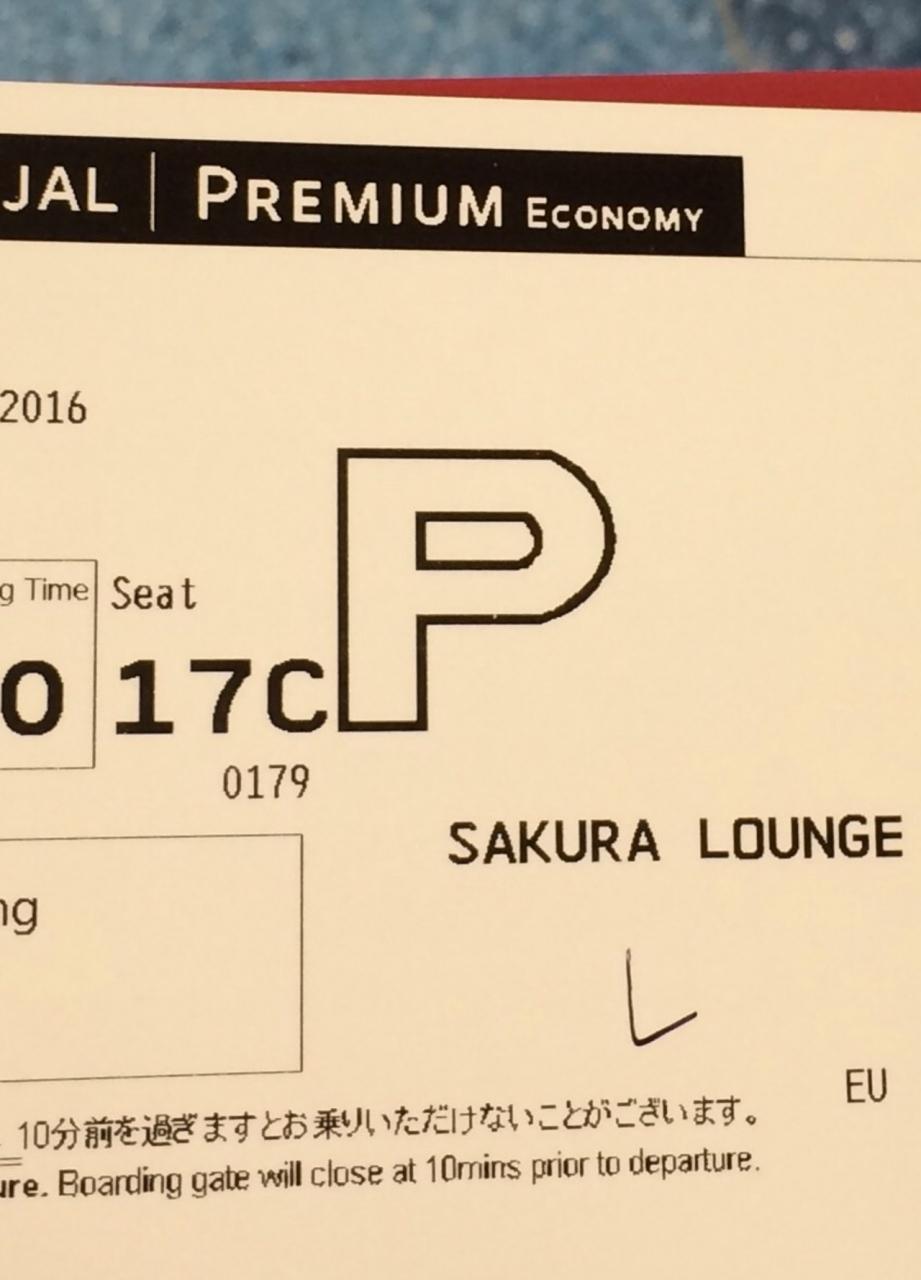 JAL | PREMIUM ECONOMY
2016
P
g Time Seat
0 17C
0179
SAKURA LOUNGE
ng
L
EU
10分前を過ぎますとお乗りいただけないことがございます。
ure. Boarding gate will close at 10mins prior to departure.